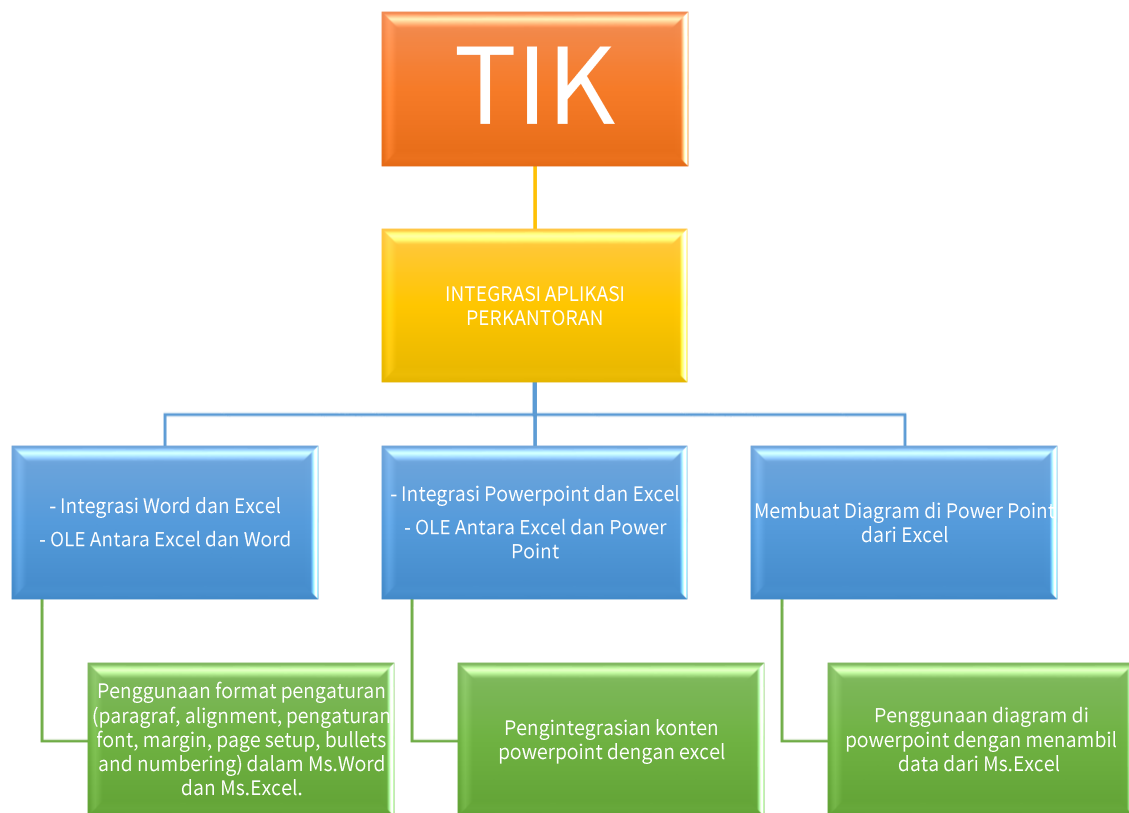 TIK
INTEGRASI APLIKASI
PERKANTORAN
- Integrasi Word dan Excel
- OLE Antara Excel dan Word
- Integrasi Powerpoint dan Excel
- OLE Antara Excel dan Power
Point
Membuat Diagram di Power Point
dari Excel
Penggunaan format pengaturan
(paragraf, alignment, pengaturan
font, margin, page setup, bullets
and numbering) dalam Ms.Word
dan Ms.Excel.
Pengintegrasian konten
powerpoint dengan excel
Penggunaan diagram di
powerpoint dengan menambil
data dari Ms.Excel